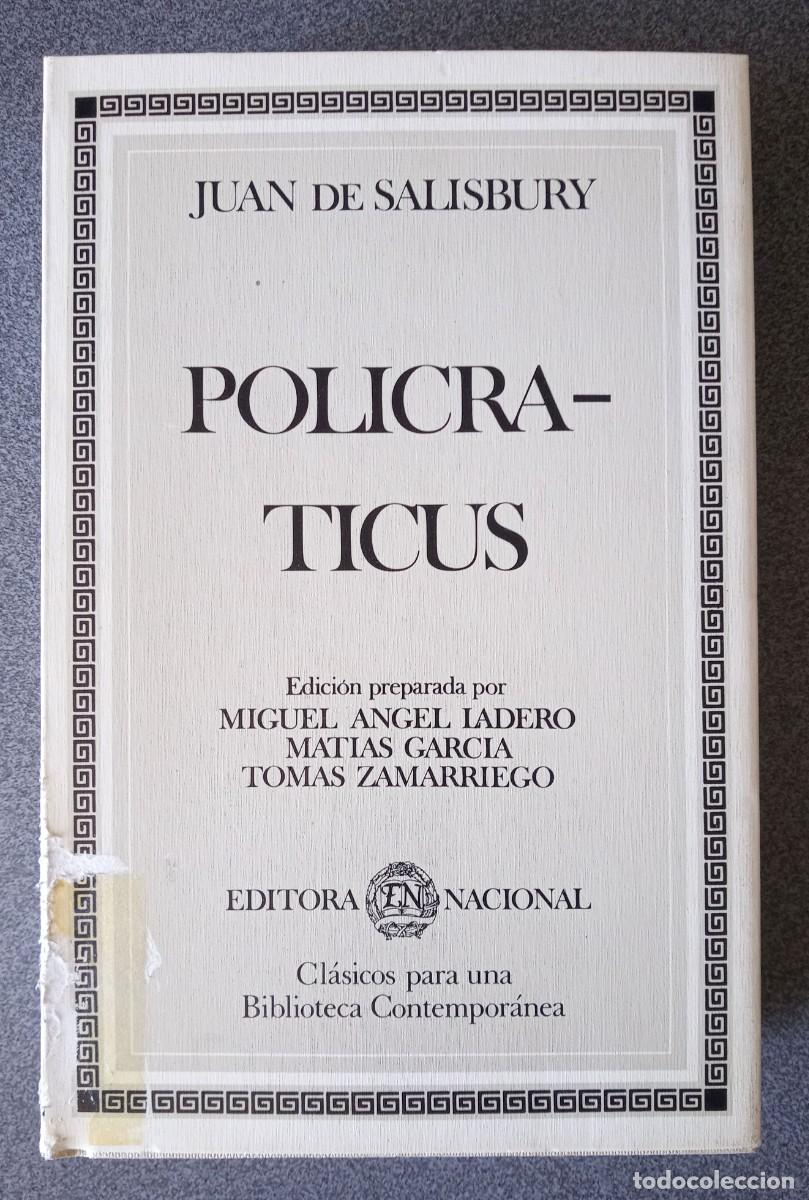 JUAN DE SALISBURY
POLICRA-
TICUS
Edición preparada por
MIGUEL ANGEL IADERO
MATIAS GARCIA
TOMAS ZAMARRIEGO
EDITORA EN NACIONAL
Clásicos para una
Biblioteca Contemporánea
todocoleccion